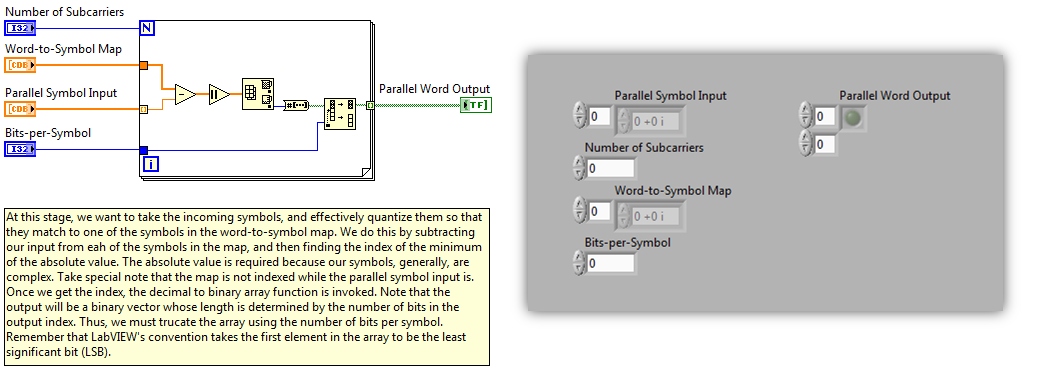 Number of Subcarriers
I32
N
Word-to-Symbol Map
[CDB]
Parallel Symbol Input
[CDB]
Bits-per-Symbol
I32
i
#[...]
Parallel Word Output
TF]
At this stage, we want to take the incoming symbols, and effectively quantize them so that
they match to one of the symbols in the word-to-symbol map. We do this by subtracting
our input from eah of the symbols in the map, and then finding the index of the minimum
of the absolute value. The absolute value is required because our symbols, generally, are
complex. Take special note that the map is not indexed while the parallel symbol input is.
Once we get the index, the decimal to binary array function is invoked. Note that the
output will be a binary vector whose length is determined by the number of bits in the
output index. Thus, we must trucate the array using the number of bits per symbol.
Remember that LabVIEW's convention takes the first element in the array to be the least
significant bit (LSB).
Parallel Symbol Input
0
0 +0 i
Number of Subcarriers
0
Word-to-Symbol Map
0
0 +0 i
Bits-per-Symbol
0
Parallel Word Output
0
0